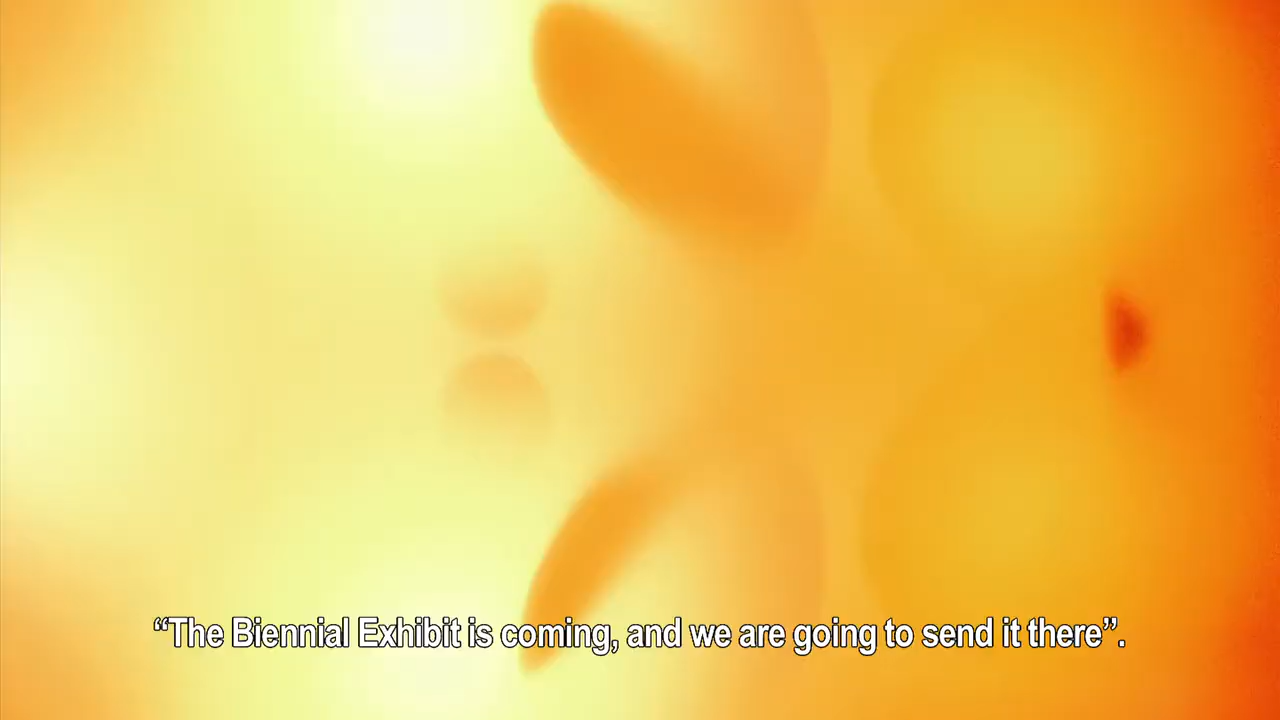 “The Biennial Exhibit is coming, and we are going to send it there”.